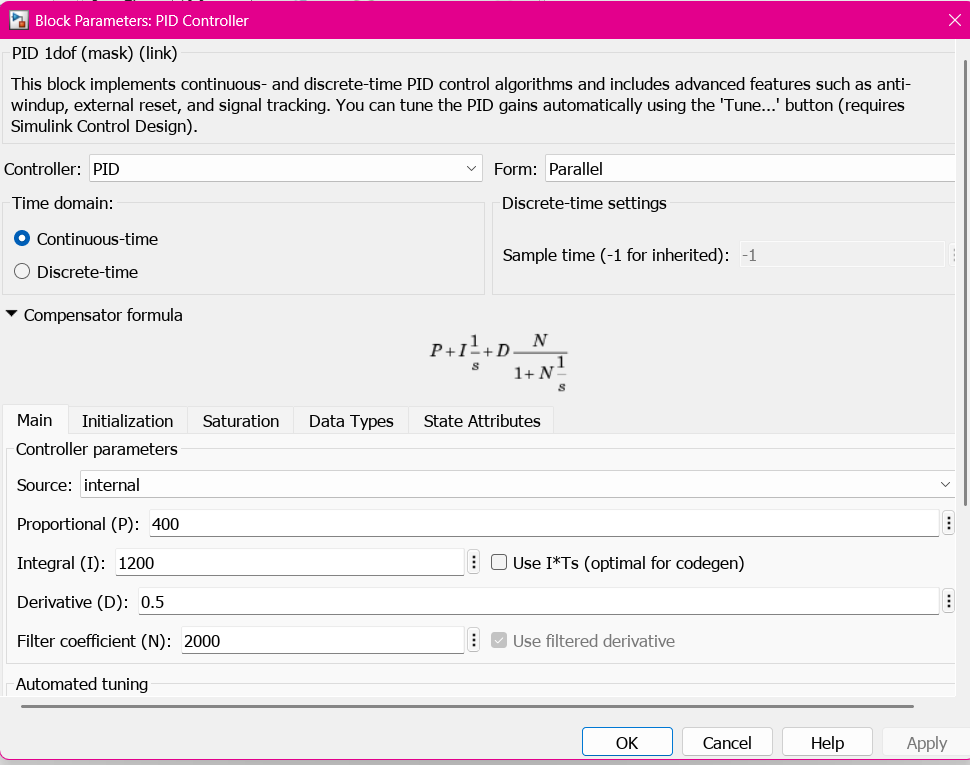 Block Parameters: PID Controller
PID 1dof (mask) (link)
This block implements continuous- and discrete-time PID control algorithms and includes advanced features such as anti-
windup, external reset, and signal tracking. You can tune the PID gains automatically using the 'Tune...' button (requires
Simulink Control Design).
Controller: PID Form: Parallel
Time domain: Discrete-time settings
Continuous-time
Sample time (-1 for inherited): -1
Discrete-time
Compensator formula
P + I 1/s + D N/(1 + N 1/s)
Main Initialization Saturation Data Types State Attributes
Controller parameters
Source: internal
Proportional (P): 400
Integral (I): 1200 Use I*Ts (optimal for codegen)
Derivative (D): 0.5
Filter coefficient (N): 2000 Use filtered derivative
Automated tuning
OK Cancel Help Apply